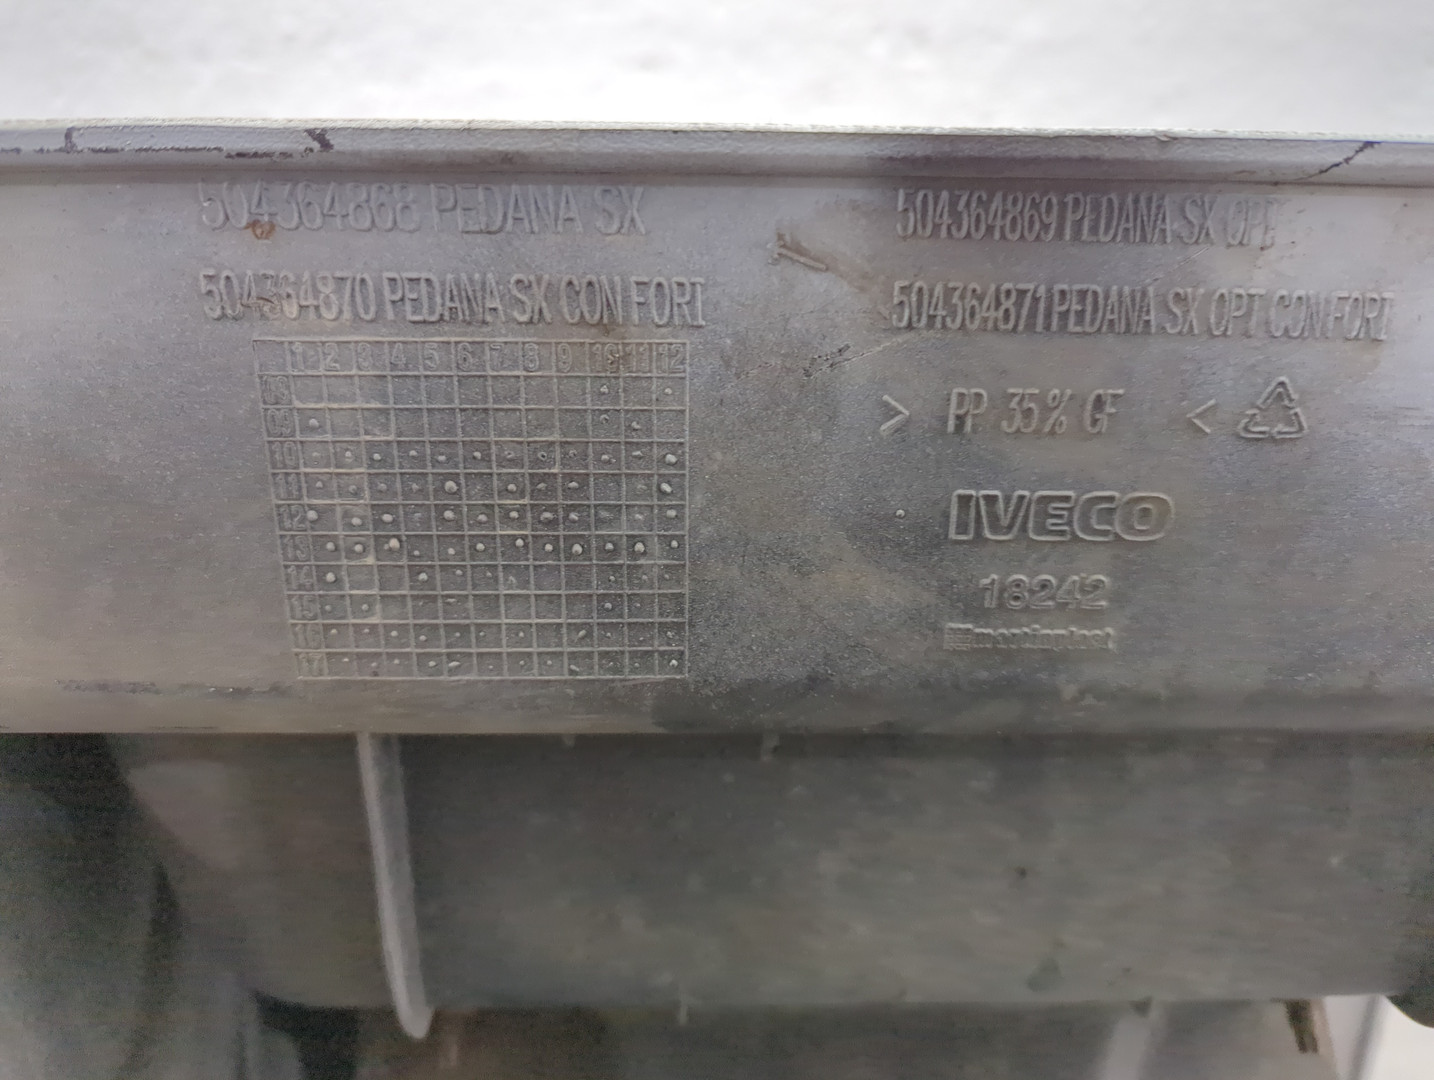 504364868 PEDANA SX
504364869 PEDANA SX OPT
504364870 PEDANA SX CON FORI
504364871 PEDANA SX OPT CON FORI
1 2 3 4 5 6 7 8 9 10 11 12
08
09
10
11
12
13
14
15
16
17
> PP 35% GF <
IVECO
18242